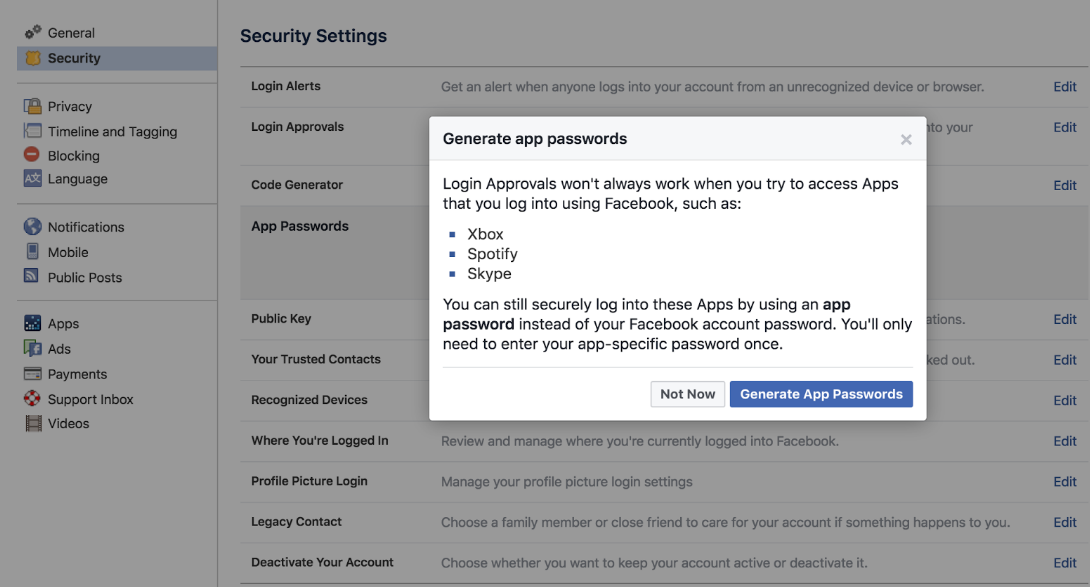 General
Security
Privacy
Timeline and Tagging
Blocking
Language
Notifications
Mobile
Public Posts
Apps
Ads
Payments
Support Inbox
Videos
Security Settings
Login Alerts Get an alert when anyone logs into your account from an unrecognized device or browser. Edit
Login Approvals nto your Edit
Code Generator Edit
App Passwords
Public Key ations. Edit
Your Trusted Contacts ked out. Edit
Recognized Devices Edit
Where You're Logged In Review and manage where you're currently logged into Facebook. Edit
Profile Picture Login Manage your profile picture login settings Edit
Legacy Contact Choose a family member or close friend to care for your account if something happens to you. Edit
Deactivate Your Account Choose whether you want to keep your account active or deactivate it. Edit
Generate app passwords
Login Approvals won't always work when you try to access Apps
that you log into using Facebook, such as:
Xbox
Spotify
Skype
You can still securely log into these Apps by using an app
password instead of your Facebook account password. You'll only
need to enter your app-specific password once.
Not Now Generate App Passwords